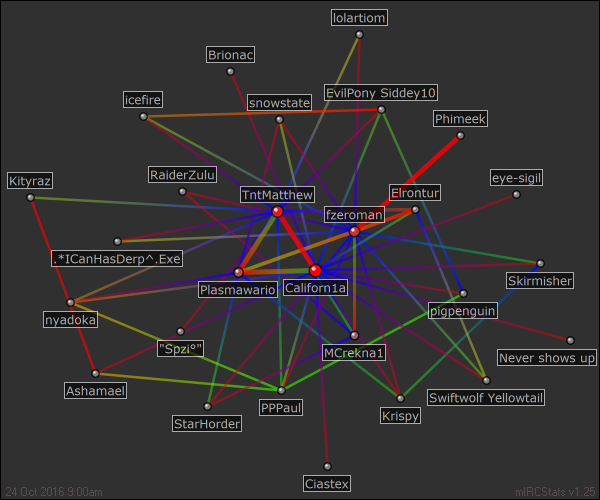 lolartiom
Brionac
EvilPony Siddey10
icefire
snowstate
Phimeek
RaiderZulu
eye-sigil
Kityraz
TntMatthew
Elrontur
fzeroman
.*ICanHasDerp^.Exe
Skirmisher
Plasmawario
Californ1a
pigpenguin
nyadoka
"Spzi°"
MCrekna1
Never shows up
Ashamael
Swiftwolf Yellowtail
StarHorder
PPPaul
Krispy
Ciastex
24 Oct 2016 9:00am
mIRCStats v1.25